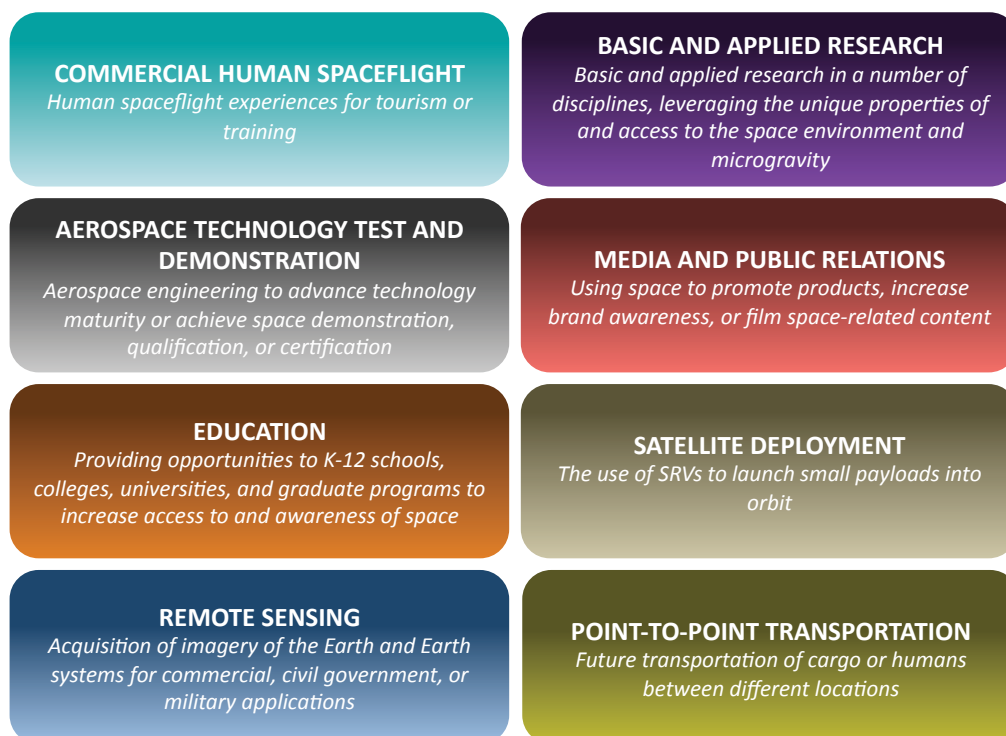 COMMERCIAL HUMAN SPACEFLIGHT
Human spaceflight experiences for tourism or
training
BASIC AND APPLIED RESEARCH
Basic and applied research in a number of
disciplines, leveraging the unique properties of
and access to the space environment and
microgravity
AEROSPACE TECHNOLOGY TEST AND
DEMONSTRATION
Aerospace engineering to advance technology
maturity or achieve space demonstration,
qualification, or certification
MEDIA AND PUBLIC RELATIONS
Using space to promote products, increase
brand awareness, or film space-related content
EDUCATION
Providing opportunities to K-12 schools,
colleges, universities, and graduate programs to
increase access to and awareness of space
SATELLITE DEPLOYMENT
The use of SRVs to launch small payloads into
orbit
REMOTE SENSING
Acquisition of imagery of the Earth and Earth
systems for commercial, civil government, or
military applications
POINT-TO-POINT TRANSPORTATION
Future transportation of cargo or humans
between different locations